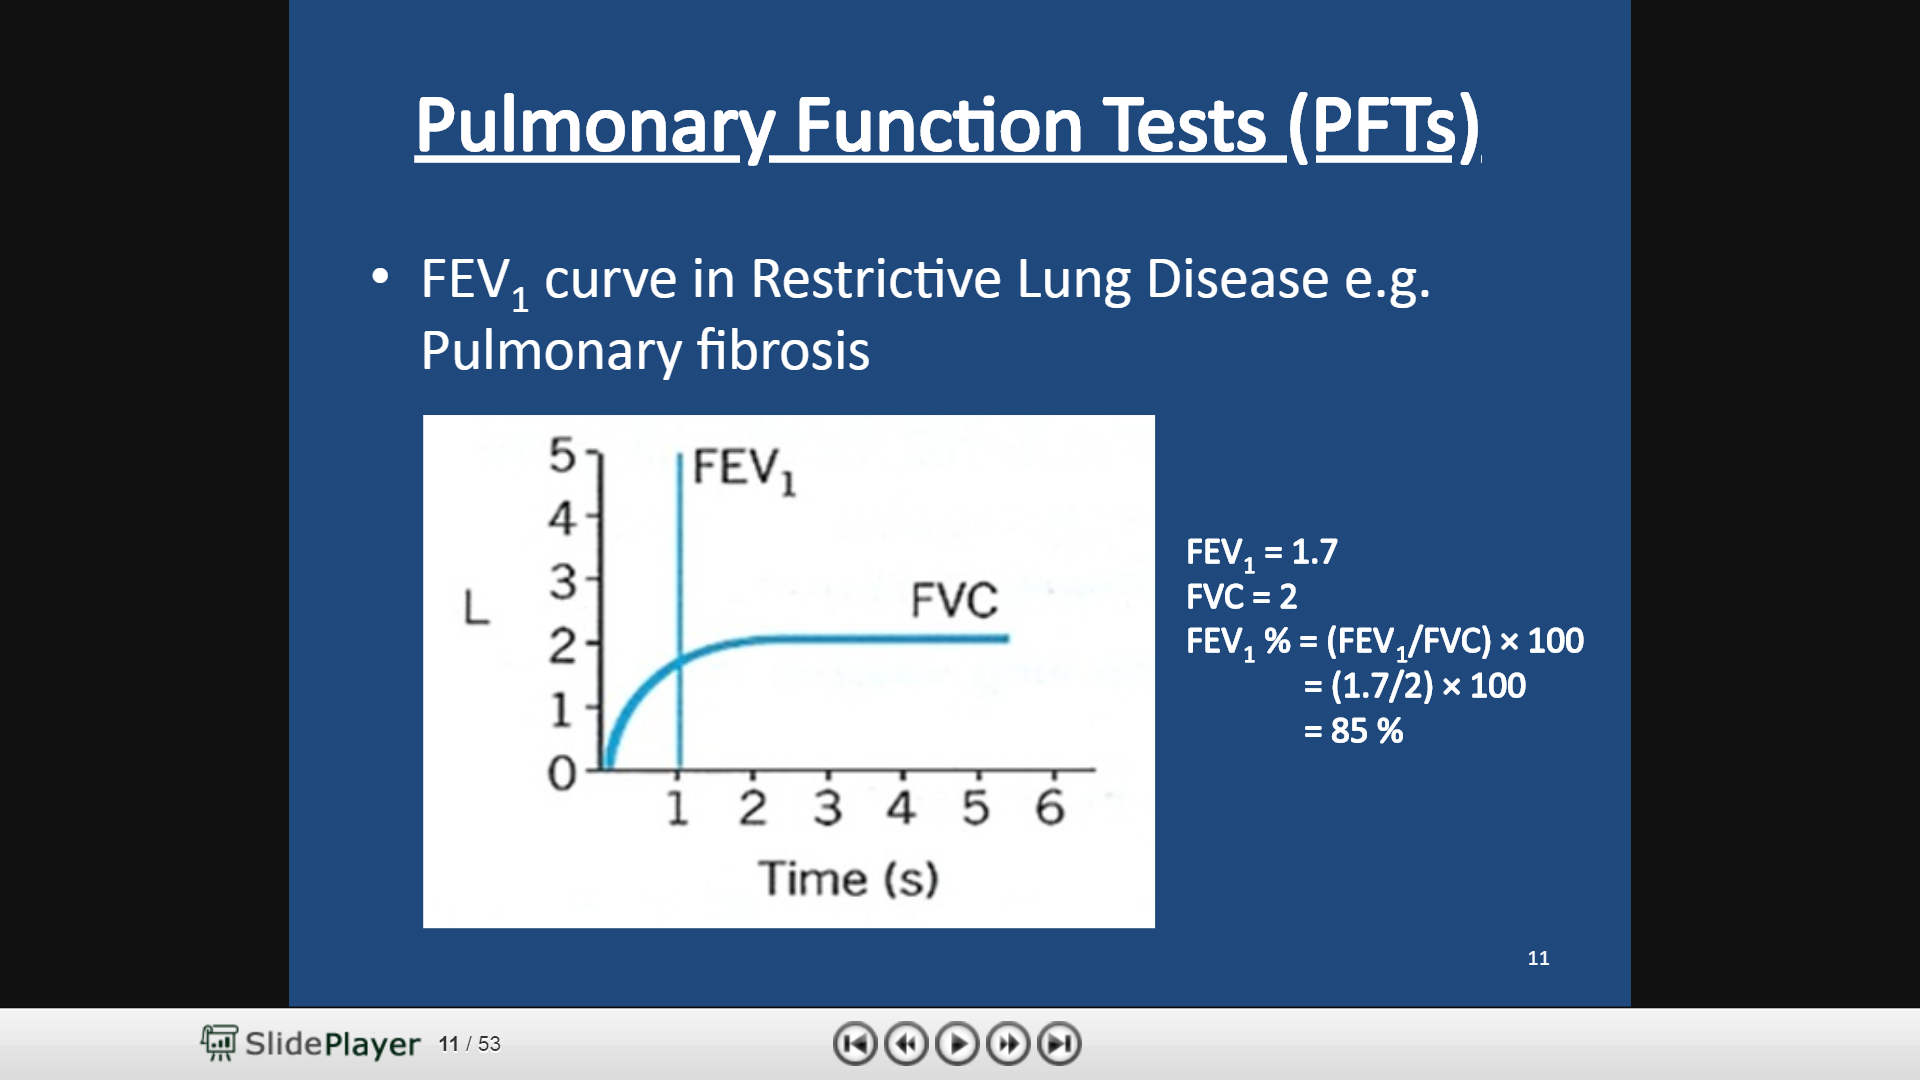 Pulmonary Function Tests (PFTs)
• FEV₁ curve in Restrictive Lung Disease e.g.
Pulmonary fibrosis
5
4
3
2
1
0
L
FEV₁
FVC
1 2 3 4 5 6
Time (s)
FEV₁ = 1.7
FVC = 2
FEV₁ % = (FEV₁/FVC) × 100
= (1.7/2) × 100
= 85 %
11
SlidePlayer 11 / 53